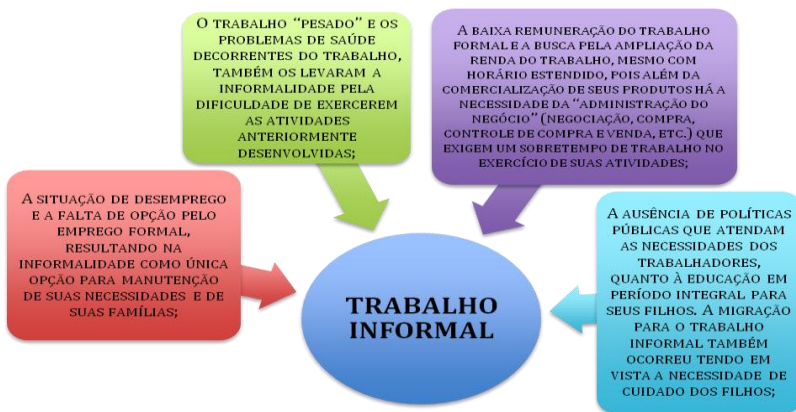 O TRABALHO “PESADO” E OS
PROBLEMAS DE SAÚDE
DECORRENTES DO TRABALHO,
TAMBÉM OS LEVARAM A
INFORMALIDADE PELA
DIFICULDADE DE EXERCEREM
AS ATIVIDADES
ANTERIORMENTE
DESENVOLVIDAS;
A BAIXA REMUNERAÇÃO DO TRABALHO
FORMAL E A BUSCA PELA AMPLIAÇÃO DA
RENDA DO TRABALHO, MESMO COM
HORÁRIO ESTENDIDO, POIS ALÉM DA
COMERCIALIZAÇÃO DE SEUS PRODUTOS HÁ A
NECESSIDADE DA “ADMINISTRAÇÃO DO
NEGÓCIO” (NEGOCIAÇÃO, COMPRA,
CONTROLE DE COMPRA E VENDA, ETC.) QUE
EXIGEM UM SOBRETEMPO DE TRABALHO NO
EXERCÍCIO DE SUAS ATIVIDADES;
A SITUAÇÃO DE DESEMPREGO
E A FALTA DE OPÇÃO PELO
EMPREGO FORMAL,
RESULTANDO NA
INFORMALIDADE COMO ÚNICA
OPÇÃO PARA MANUTENÇÃO
DE SUAS NECESSIDADES E DE
SUAS FAMÍLIAS;
A AUSÊNCIA DE POLÍTICAS
PÚBLICAS QUE ATENDAM
AS NECESSIDADES DOS
TRABALHADORES,
QUANTO À EDUCAÇÃO EM
PERÍODO INTEGRAL PARA
SEUS FILHOS. A MIGRAÇÃO
PARA O TRABALHO
INFORMAL TAMBÉM
OCORREU TENDO EM
VISTA A NECESSIDADE DE
CUIDADO DOS FILHOS;
TRABALHO
INFORMAL